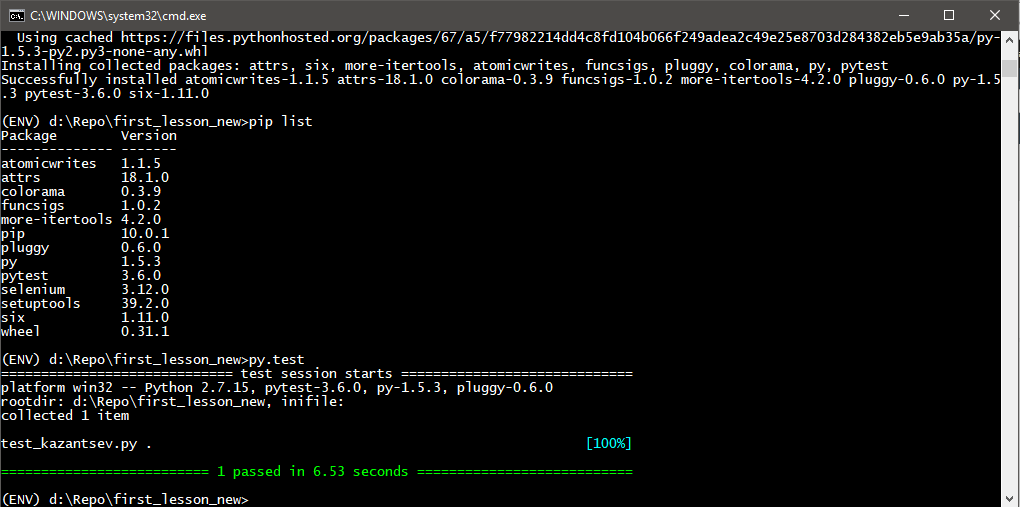 C:\WINDOWS\system32\cmd.exe
  Using cached https://files.pythonhosted.org/packages/67/a5/f77982214dd4c8fd104b066f249adea2c49e25e8703d284382eb5e9ab35a/py-
1.5.3-py2.py3-none-any.whl
Installing collected packages: attrs, six, more-itertools, atomicwrites, funcsigs, pluggy, colorama, py, pytest
Successfully installed atomicwrites-1.1.5 attrs-18.1.0 colorama-0.3.9 funcsigs-1.0.2 more-itertools-4.2.0 pluggy-0.6.0 py-1.5
.3 pytest-3.6.0 six-1.11.0
(ENV) d:\Repo\first_lesson_new>pip list
Package        Version
-------------- -------
atomicwrites   1.1.5
attrs          18.1.0
colorama       0.3.9
funcsigs       1.0.2
more-itertools 4.2.0
pip            10.0.1
pluggy         0.6.0
py             1.5.3
pytest         3.6.0
selenium       3.12.0
setuptools     39.2.0
six            1.11.0
wheel          0.31.1
(ENV) d:\Repo\first_lesson_new>py.test
============================= test session starts =============================
platform win32 -- Python 2.7.15, pytest-3.6.0, py-1.5.3, pluggy-0.6.0
rootdir: d:\Repo\first_lesson_new, inifile:
collected 1 item
test_kazantsev.py .                                                      [100%]
========================== 1 passed in 6.53 seconds ===========================
(ENV) d:\Repo\first_lesson_new>